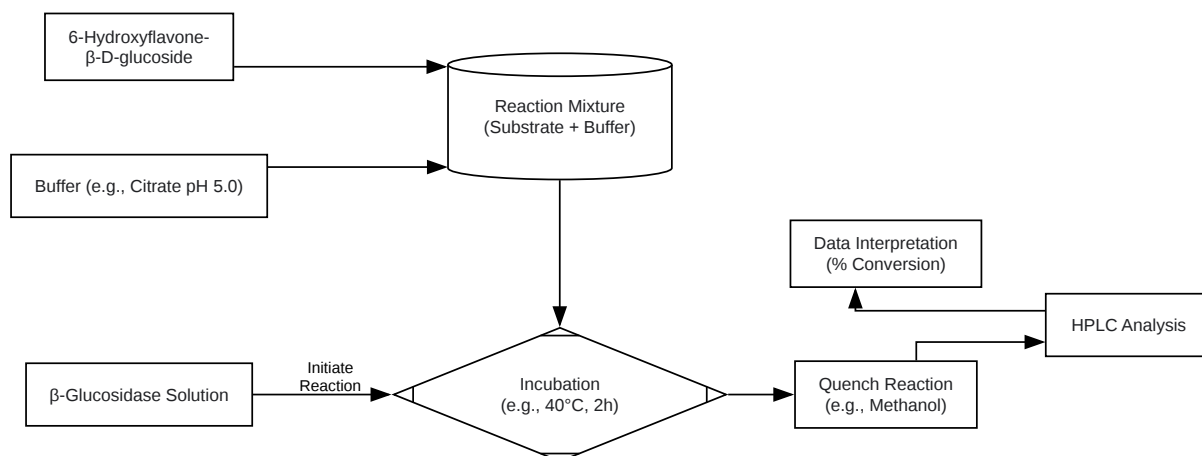 6-Hydroxyflavone-
β-D-glucoside
Reaction Mixture
(Substrate + Buffer)
Buffer (e.g., Citrate pH 5.0)
Data Interpretation
(% Conversion)
HPLC Analysis
Initiate
Reaction
β-Glucosidase Solution
Incubation
(e.g., 40°C, 2h)
Quench Reaction
(e.g., Methanol)